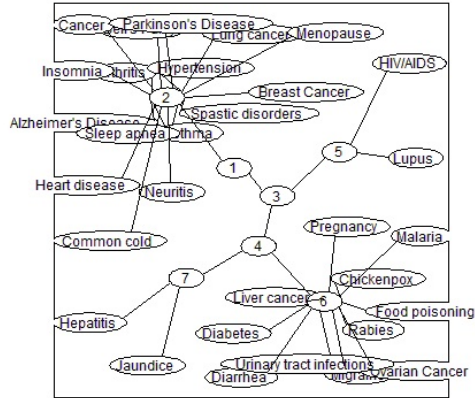 Cancer
Parkinson's Disease
Lung cancer
Menopause
HIV/AIDS
Insomnia
Hypertension
2
Breast Cancer
Spastic disorders
Alzheimer's Disease
Sleep apnea
5
Lupus
1
Heart disease
Neuritis
3
Pregnancy
Common cold
4
Malaria
7
Chickenpox
Liver cancer
6
Food poisoning
Hepatitis
Diabetes
Rabies
Jaundice
Urinary tract infections
Diarrhea
Ovarian Cancer